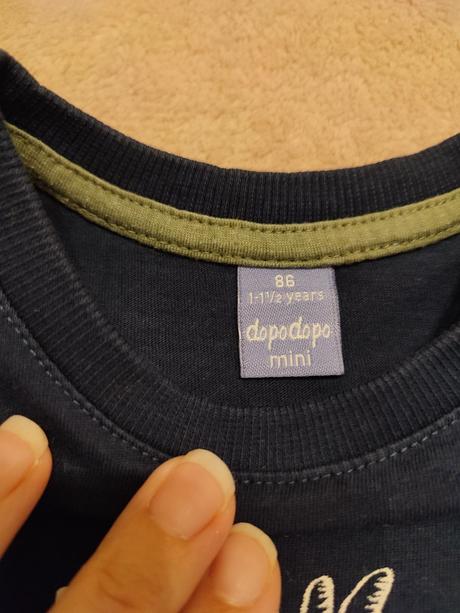 86
1-1½ years
dopodopo
mini